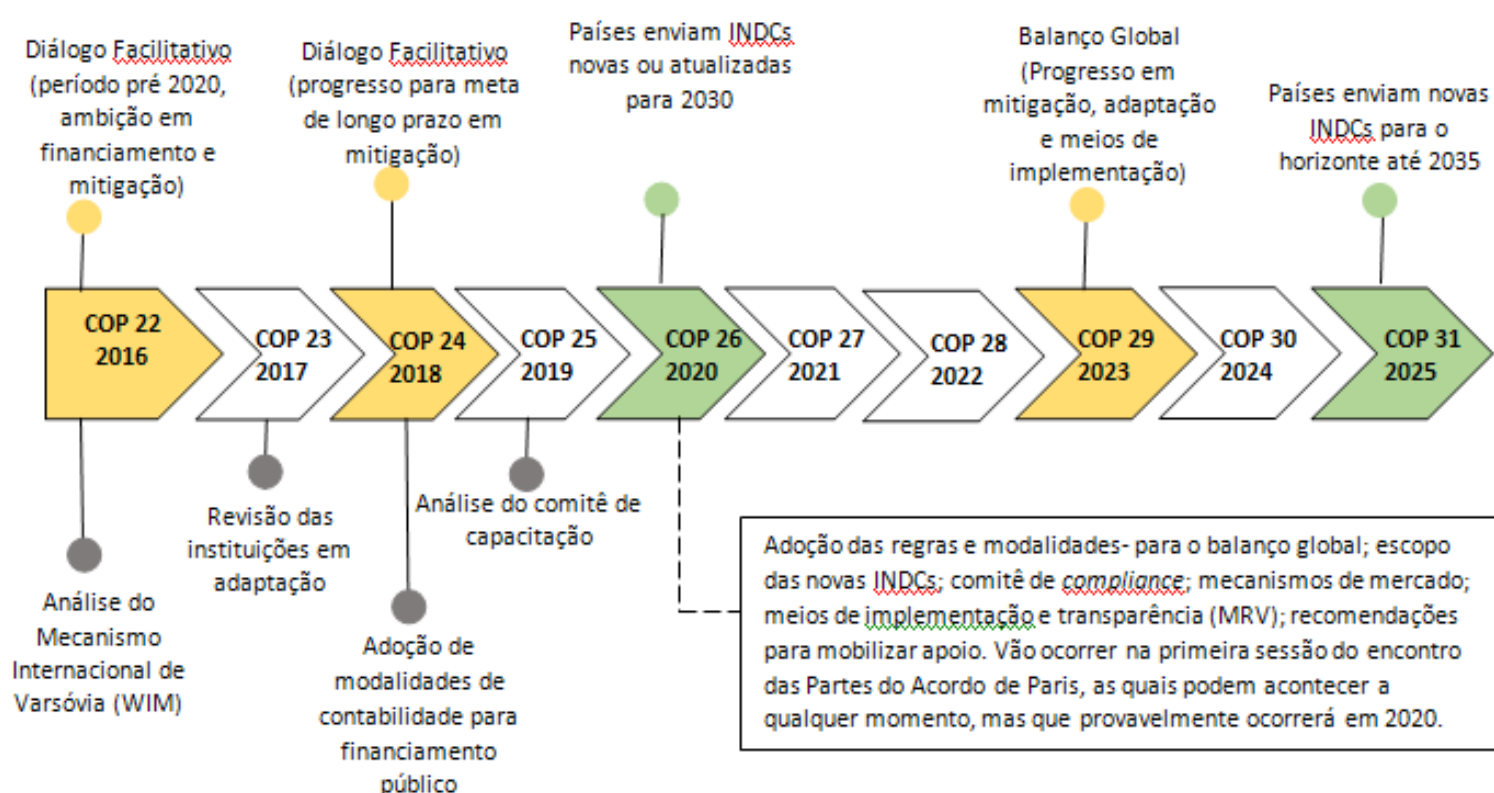 Diálogo Facilitativo
(período pré 2020,
ambição em
financiamento e
mitigação)
Diálogo Facilitativo
(progresso para meta
de longo prazo em
mitigação)
Países enviam INDCs
novas ou atualizadas
para 2030
Balanço Global
(Progresso em
mitigação, adaptação
e meios de
implementação)
Países enviam novas
INDCs para o
horizonte até 2035
COP 22
2016
COP 23
2017
COP 24
2018
COP 25
2019
COP 26
2020
COP 27
2021
COP 28
2022
COP 29
2023
COP 30
2024
COP 31
2025
Análise do
Mecanismo
Internacional de
Varsóvia (WIM)
Revisão das
instituições em
adaptação
Adoção de
modalidades de
contabilidade para
financiamento
público
Análise do comitê de
capacitação
Adoção das regras e modalidades- para o balanço global; escopo
das novas INDCs; comitê de compliance; mecanismos de mercado;
meios de implementação e transparência (MRV); recomendações
para mobilizar apoio. Vão ocorrer na primeira sessão do encontro
das Partes do Acordo de Paris, as quais podem acontecer a
qualquer momento, mas que provavelmente ocorrerá em 2020.